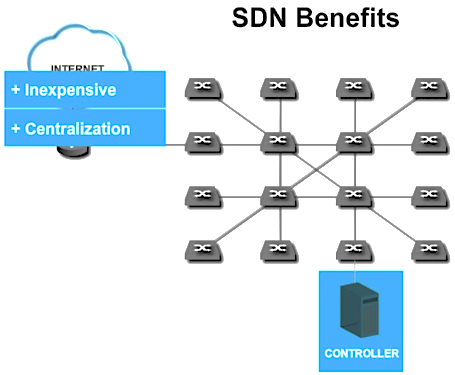 SDN Benefits
INTERNET
+ Inexpensive
+ Centralization
CONTROLLER